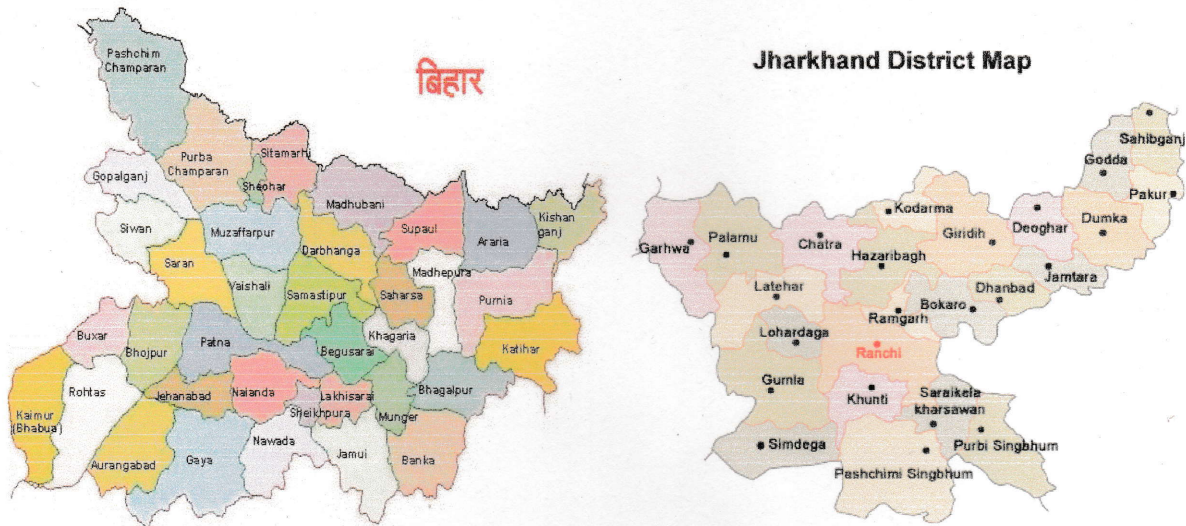 बिहार
Pashchim
Champaran
Purba
Champaran
Sitamarhi
Sheohar
Gopalganj
Siwan
Madhubani
Muzaffarpur
Darbhanga
Supaul
Araria
Kishan
ganj
Saran
Vaishali
Samastipur
Saharsa
Madhepura
Purnia
Buxar
Bhojpur
Patna
Begusarai
Khagaria
Katihar
Kaimur
(Bhabua)
Rohtas
Jehanabad
Nalanda
Sheikhpura
Lakhisarai
Munger
Bhagalpur
Aurangabad
Gaya
Nawada
Jamui
Banka
Jharkhand District Map
Sahibganj
Godda
Pakur
Dumka
Deoghar
Kodarma
Giridih
Garhwa
Palamu
Chatra
Hazaribagh
Jamtara
Latehar
Dhanbad
Bokaro
Ramgarh
Lohardaga
Ranchi
Gumla
Khunti
Saraikela
kharsawan
Simdega
Purbi Singbhum
Pashchimi Singbhum